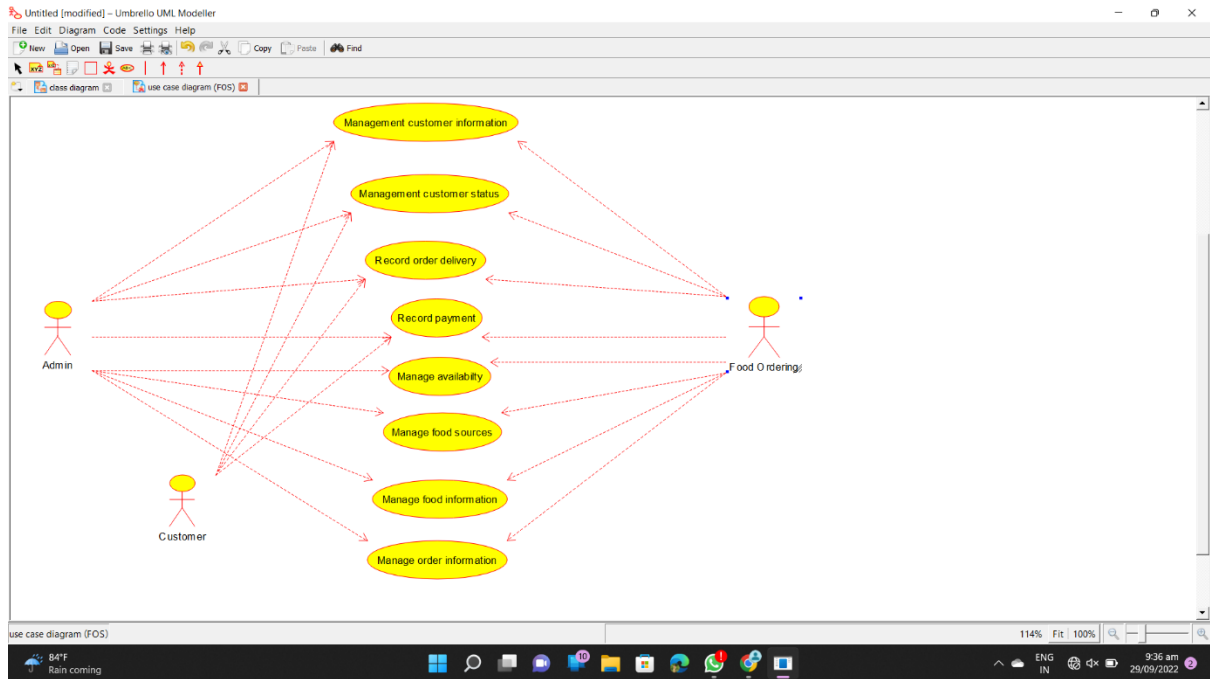 Untitled [modified] – Umbrello UML Modeller
File Edit Diagram Code Settings Help
New Open Save Copy Paste Find
class diagram use case diagram (FOS)
Management customer information
Management customer status
Record order delivery
Record payment
Admin
Food Ordering
Manage availabilty
Manage food sources
Manage food information
Customer
Manage order information
use case diagram (FOS)
114% Fit 100%
84°F
Rain coming
10
ENG
IN
9:36 am
29/09/2022
2